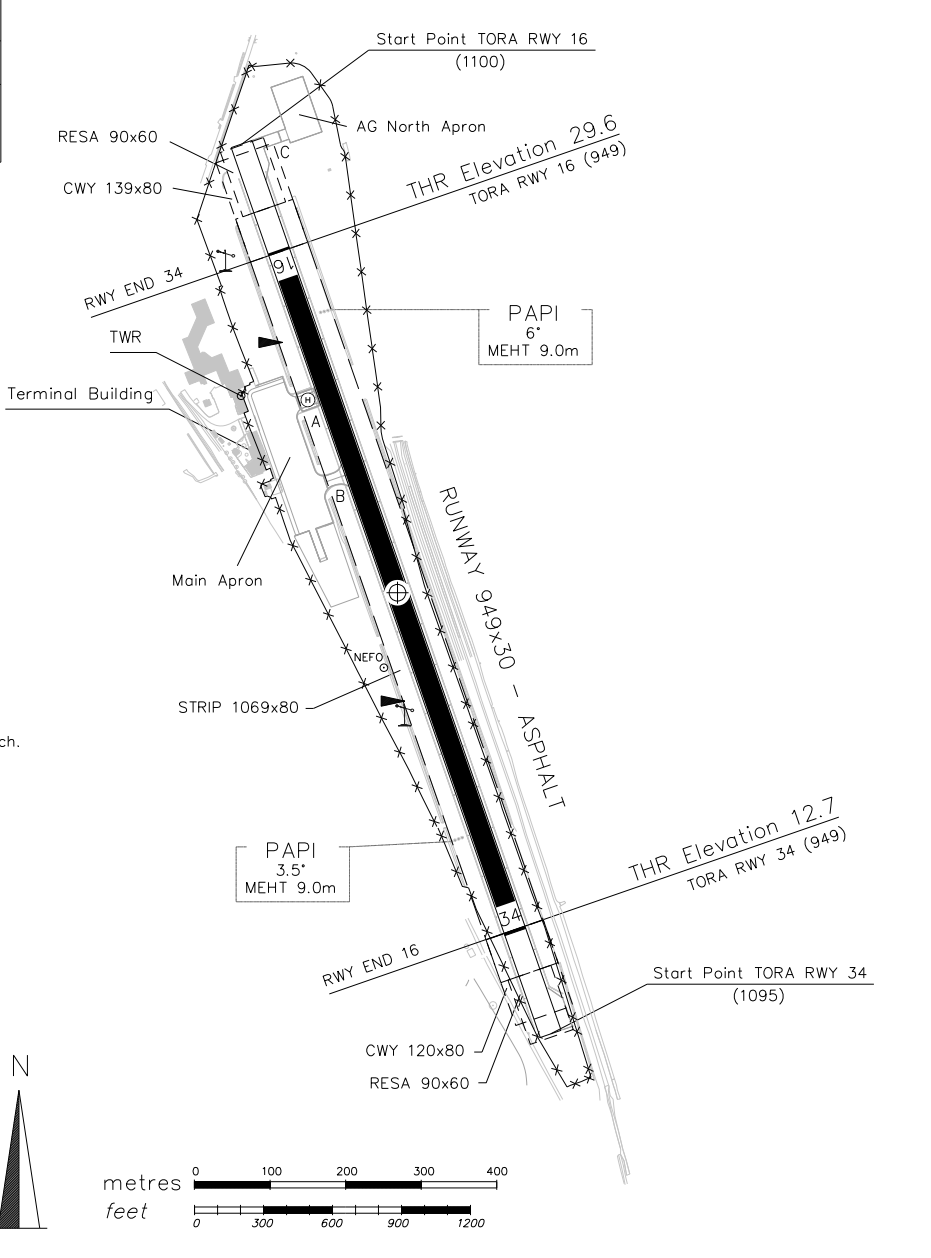 Start Point TORA RWY 16
(1100)
RESA 90x60
AG North Apron
C
THR Elevation 29.6
TORA RWY 16 (949)
CWY 139x80
RWY END 34
16
PAPI
6°
MEHT 9.0m
TWR
Terminal Building
H
A
B
RUNWAY 949x30 - ASPHALT
Main Apron
NEFO
STRIP 1069x80
ch.
THR Elevation 12.7
TORA RWY 34 (949)
PAPI
3.5°
MEHT 9.0m
34
RWY END 16
Start Point TORA RWY 34
(1095)
CWY 120x80
RESA 90x60
N
0 100 200 300 400
metres
feet
0 300 600 900 1200